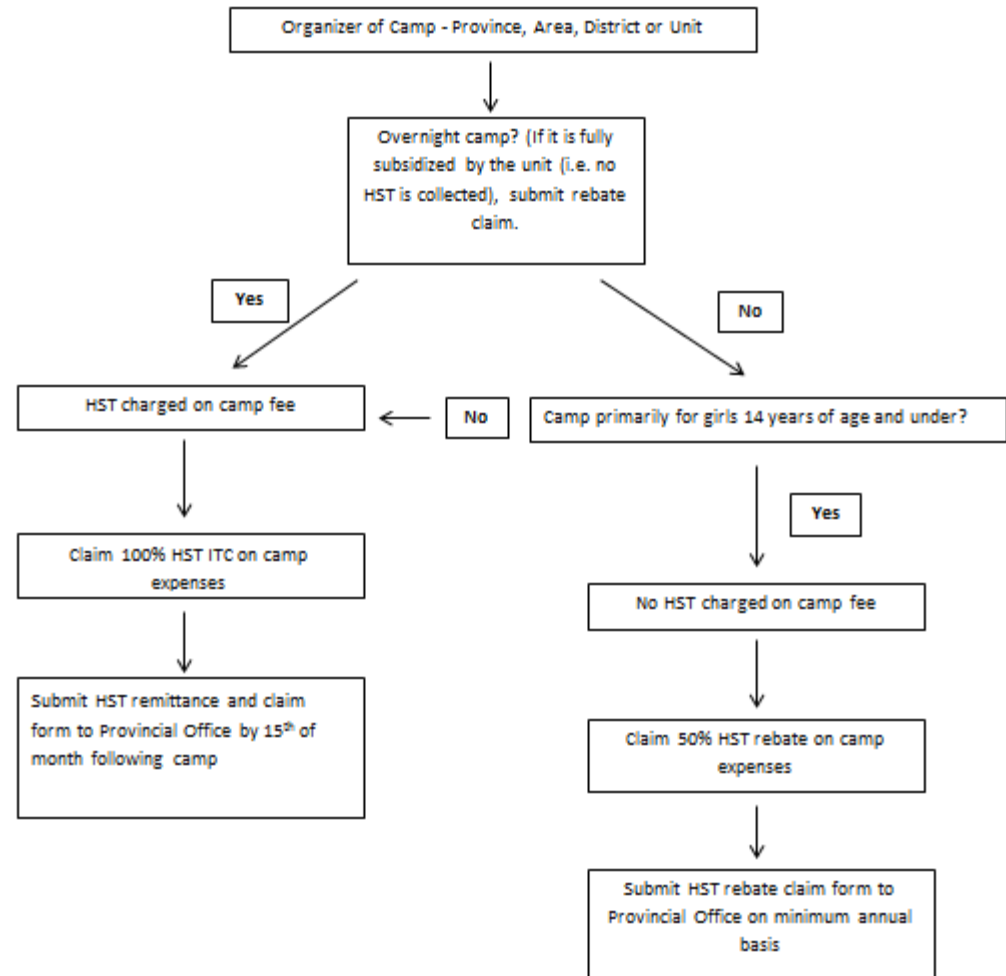 Organizer of Camp - Province, Area, District or Unit
Overnight camp? (If it is fully
subsidized by the unit (i.e. no
HST is collected), submit rebate
claim.
Yes
No
HST charged on camp fee
No
Camp primarily for girls 14 years of age and under?
Yes
Claim 100% HST ITC on camp
expenses
No HST charged on camp fee
Submit HST remittance and claim
form to Provincial Office by 15th of
month following camp
Claim 50% HST rebate on camp
expenses
Submit HST rebate claim form to
Provincial Office on minimum annual
basis